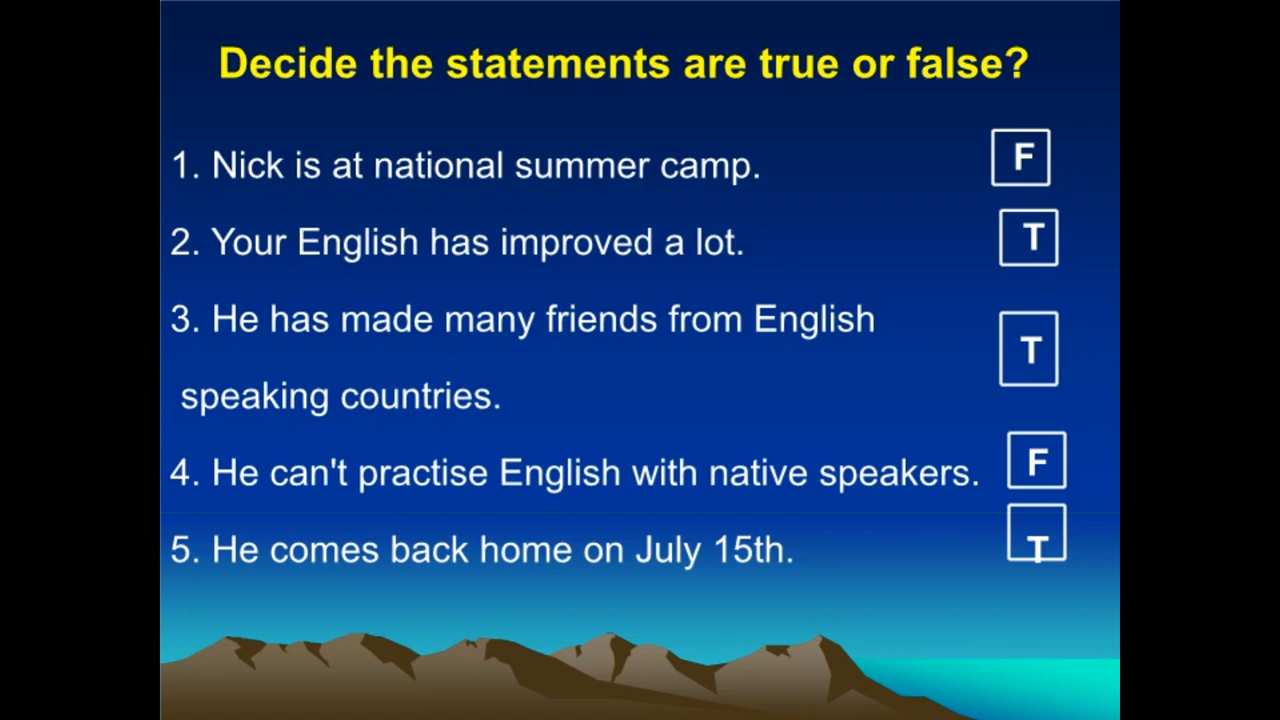 Decide the statements are true or false?
1. Nick is at national summer camp. F
2. Your English has improved a lot. T
3. He has made many friends from English
T
speaking countries.
4. He can't practise English with native speakers. F
5. He comes back home on July 15th. T